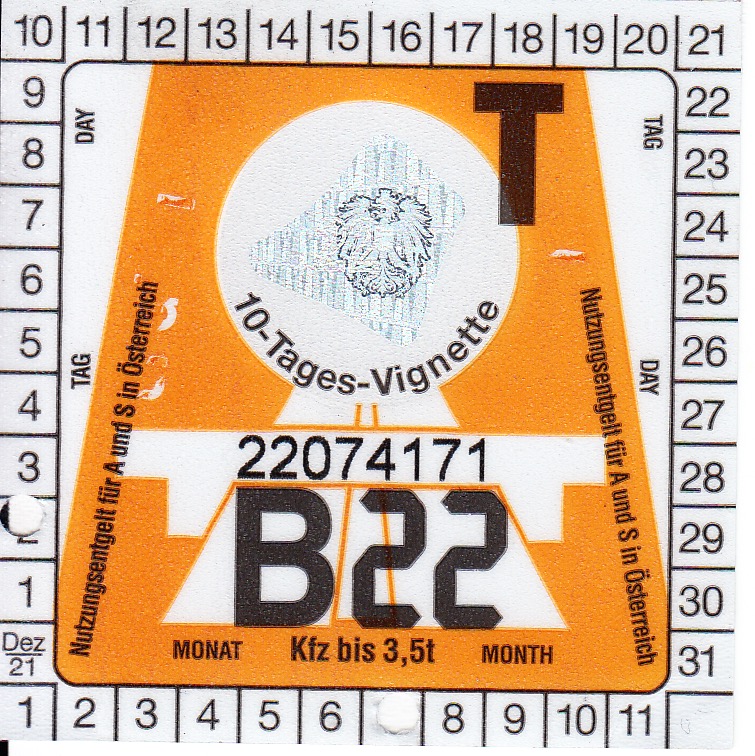 10 11 12 13 14 15 16 17 18 19 20 21
9
8
7
6
5
4
3
2
1
Dez
21
1 2 3 4 5 6 8 9 10 11
22
23
24
25
26
27
28
29
30
31
DAY
TAG
TAG
DAY
T
10-Tages-Vignette
Nutzungsentgelt für A und S in Österreich
Nutzungsentgelt für A und S in Österreich
22074171
B22
MONAT Kfz bis 3,5t MONTH